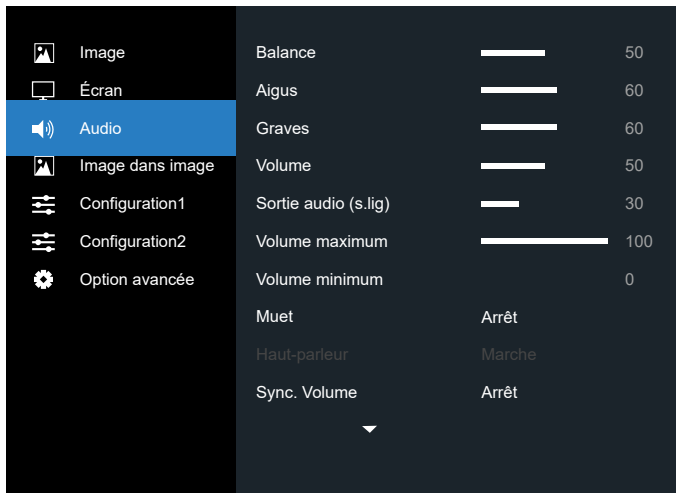 Image
Écran
Audio
Image dans image
Configuration1
Configuration2
Option avancée
Balance 50
Aigus 60
Graves 60
Volume 50
Sortie audio (s.lig) 30
Volume maximum 100
Volume minimum 0
Muet Arrêt
Haut-parleur Marche
Sync. Volume Arrêt